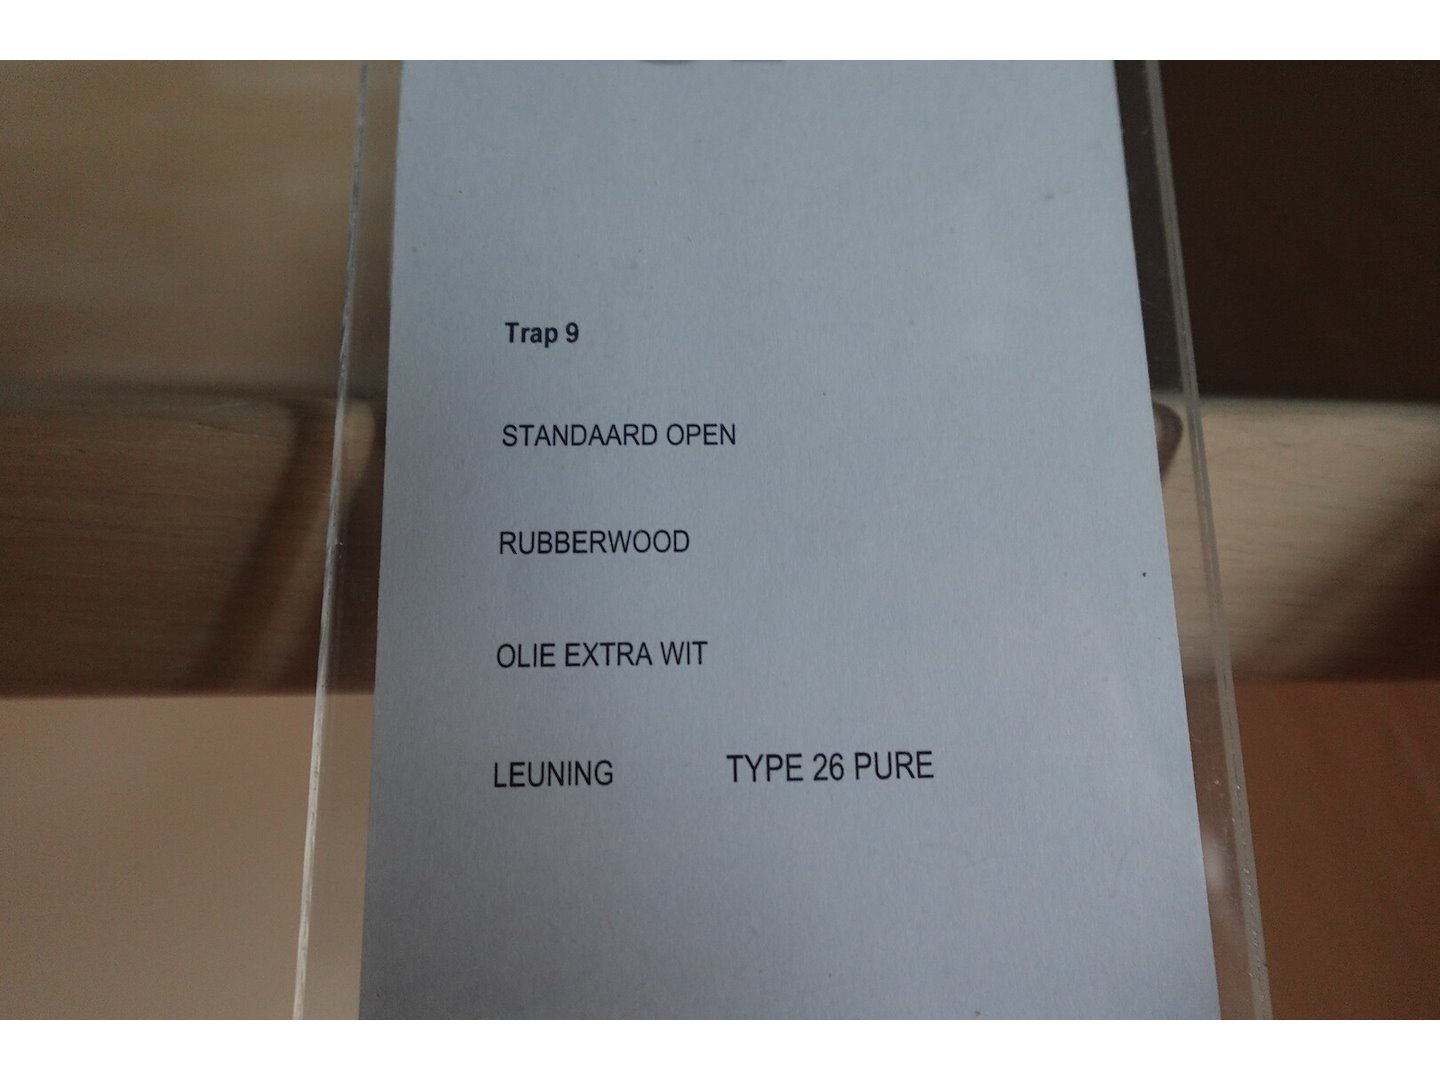 Trap 9
STANDAARD OPEN
RUBBERWOOD
OLIE EXTRA WIT
LEUNING TYPE 26 PURE